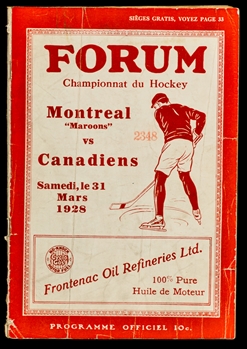 SIÈGES GRATIS, VOYEZ PAGE 33
FORUM
Championnat du Hockey
Montreal
"Maroons"
vs
Canadiens
2348
Samedi, le 31
Mars
1928
Frontenac Oil Refineries Ltd.
100% Pure
Huile de Moteur
PROGRAMME OFFICIEL 10c.